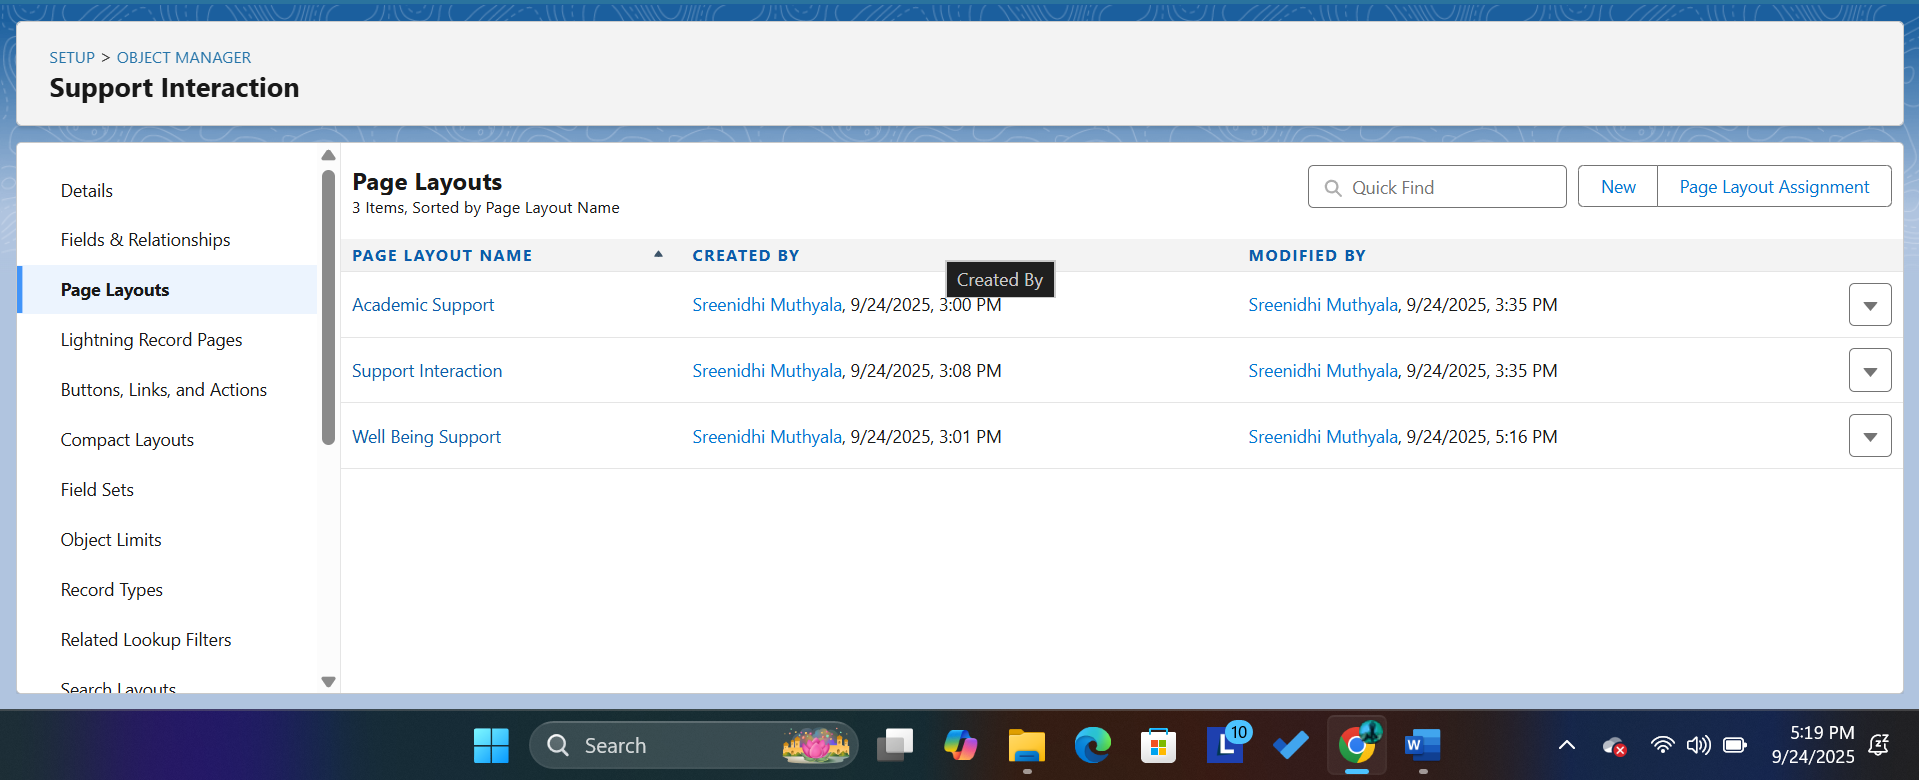 SETUP > OBJECT MANAGER
Support Interaction
Details
Fields & Relationships
Page Layouts
Lightning Record Pages
Buttons, Links, and Actions
Compact Layouts
Field Sets
Object Limits
Record Types
Related Lookup Filters
Search Layouts
Page Layouts
3 Items, Sorted by Page Layout Name
Quick Find
New
Page Layout Assignment
PAGE LAYOUT NAME CREATED BY MODIFIED BY
Created By
Academic Support Sreenidhi Muthyala, 9/24/2025, 3:00 PM Sreenidhi Muthyala, 9/24/2025, 3:35 PM
Support Interaction Sreenidhi Muthyala, 9/24/2025, 3:08 PM Sreenidhi Muthyala, 9/24/2025, 3:35 PM
Well Being Support Sreenidhi Muthyala, 9/24/2025, 3:01 PM Sreenidhi Muthyala, 9/24/2025, 5:16 PM
Search
L
10
W
5:19 PM
9/24/2025